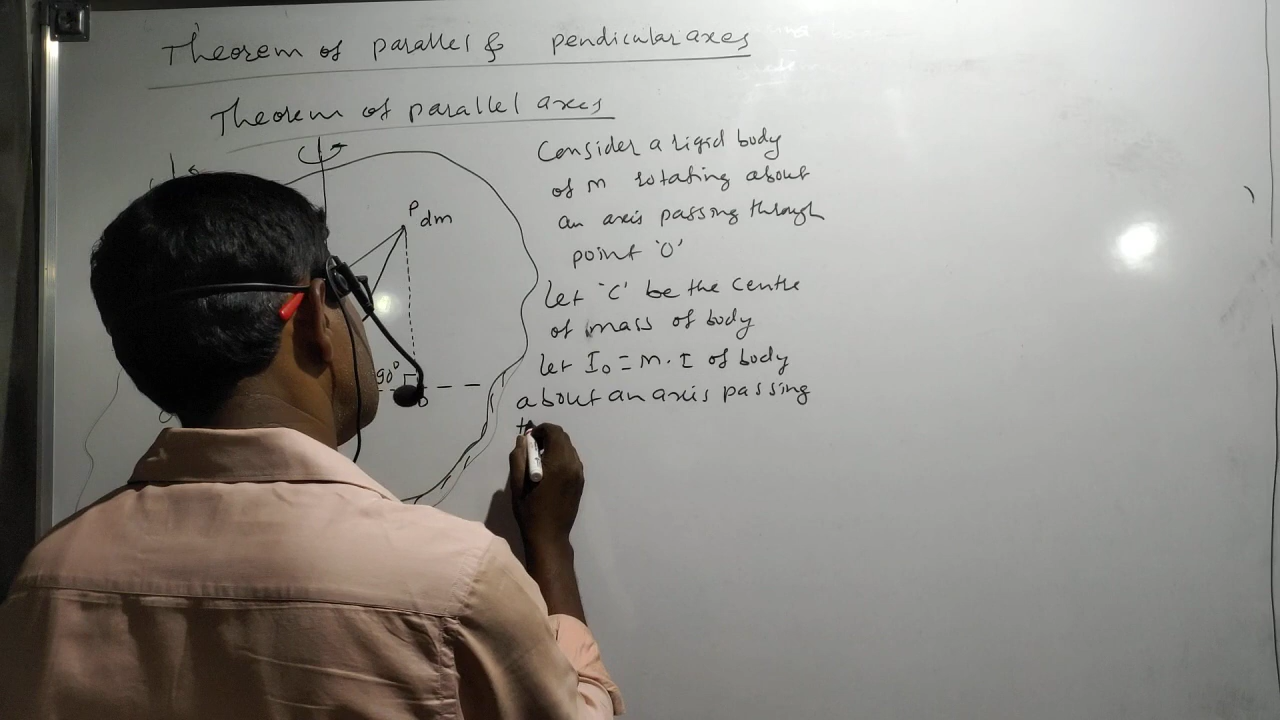 Theorem of parallel & pendicular axes
Theorem of parallel axes
P
dm
90°
D
Consider a rigid body
of M rotating about
an axis passing through
point 'O'
let 'C' be the centre
of mass of body
let I₀ = M.I of body
about an axis passing